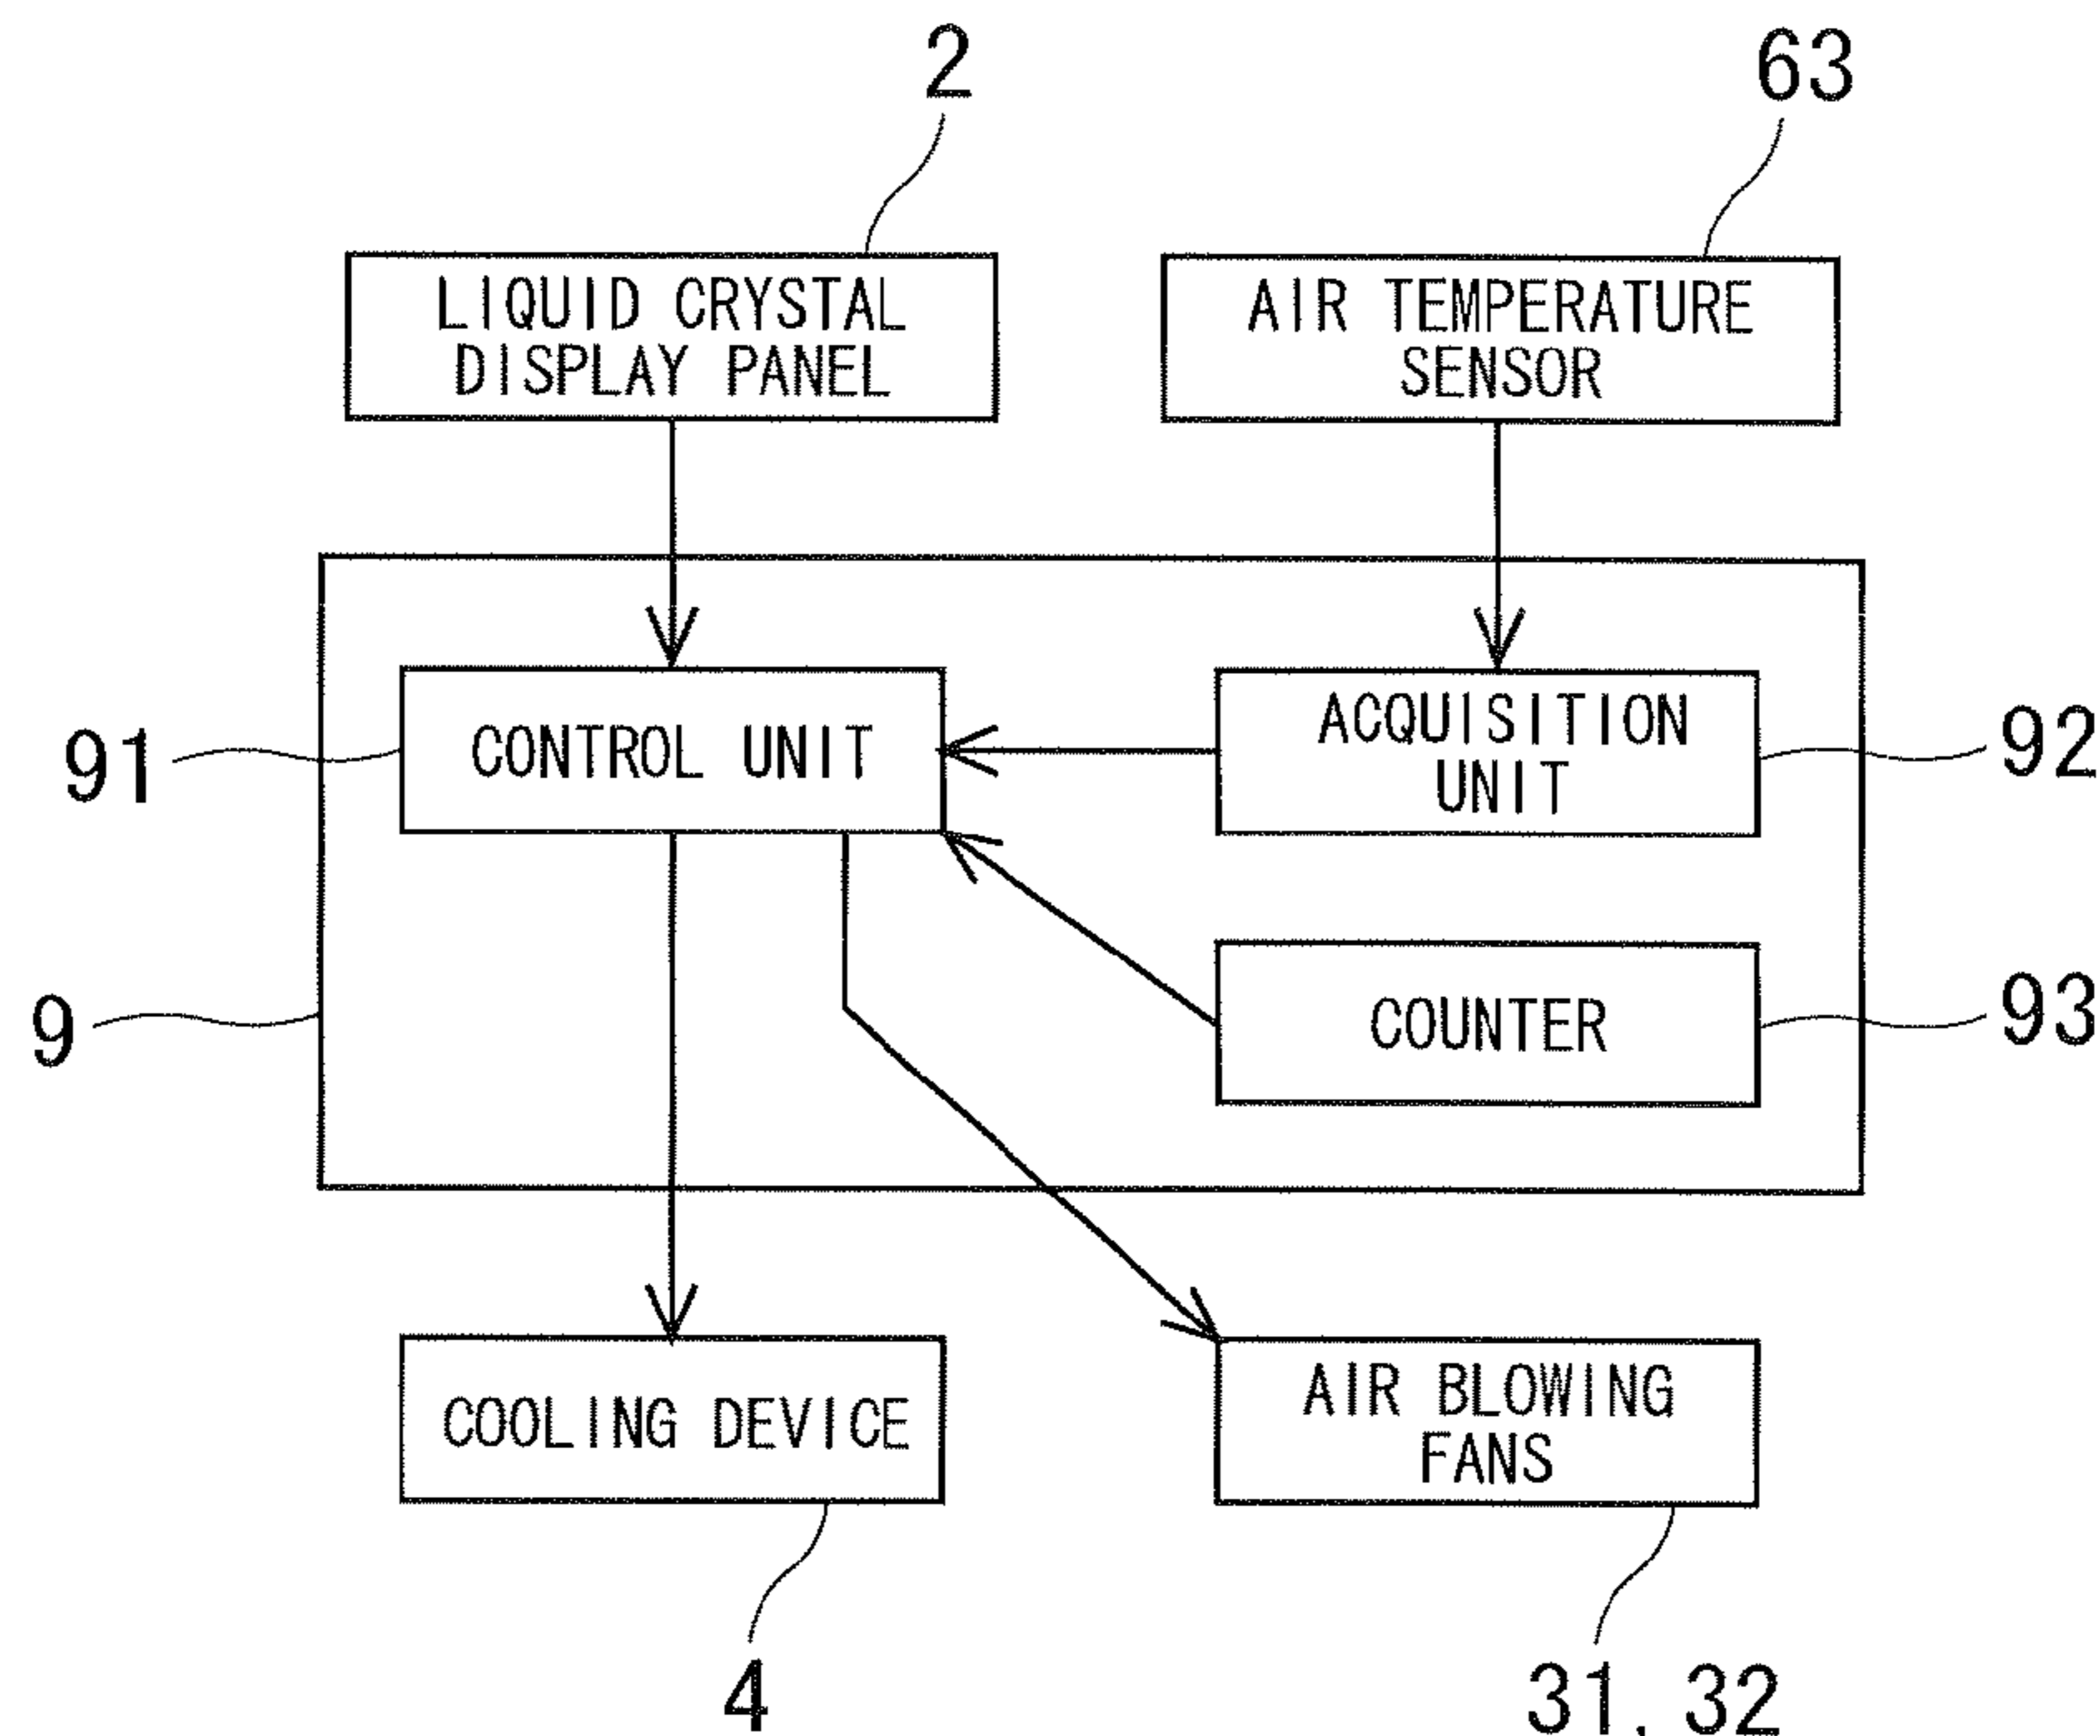 2
63
LIQUID CRYSTAL
DISPLAY PANEL
AIR TEMPERATURE
SENSOR
91
CONTROL UNIT
ACQUISITION
UNIT
92
9
COUNTER
93
COOLING DEVICE
AIR BLOWING
FANS
4
31, 32